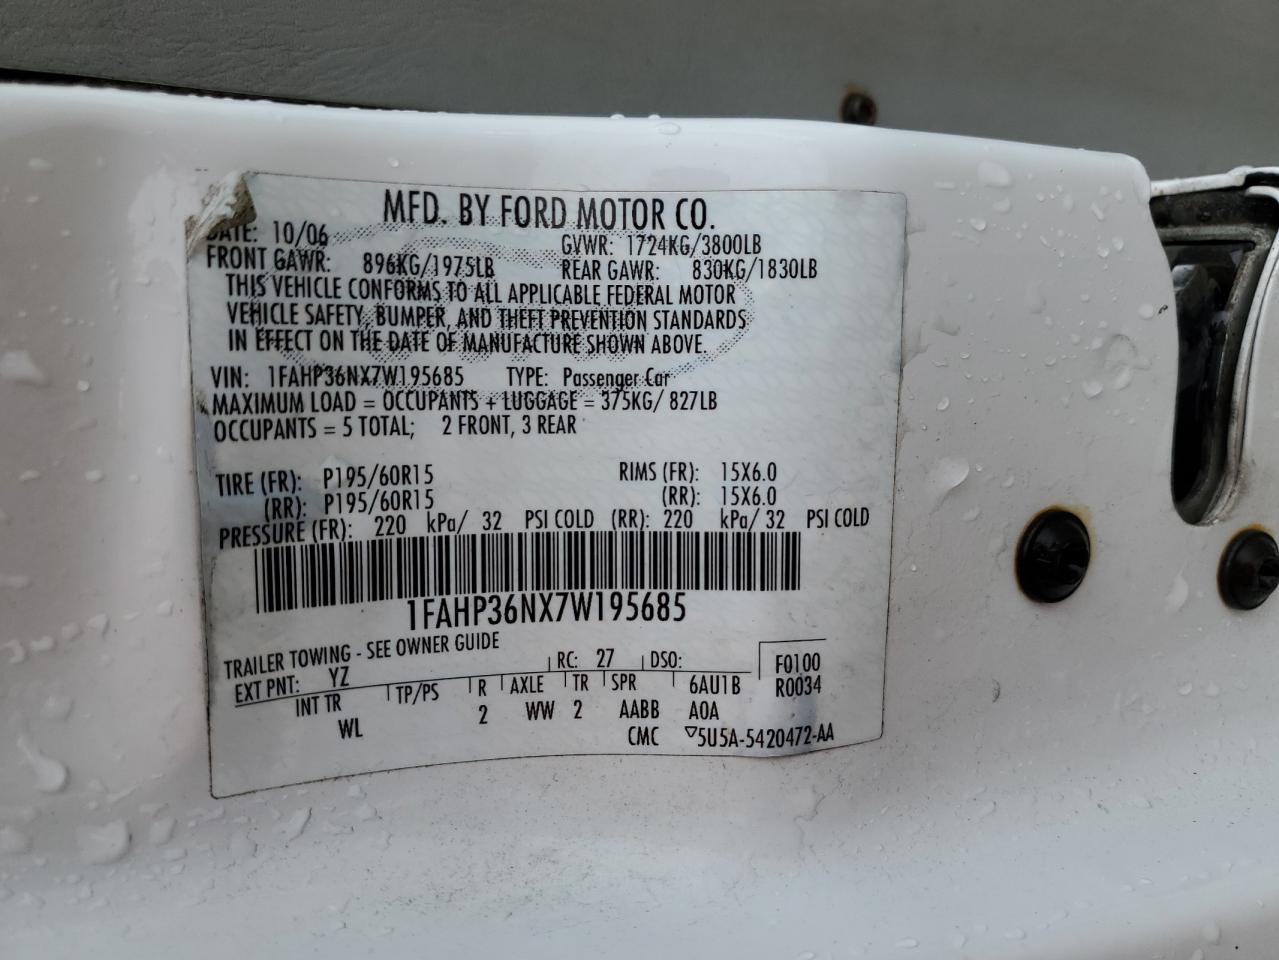 MFD. BY FORD MOTOR CO.
DATE: 10/06 GVWR: 1724KG/3800LB
FRONT GAWR: 896KG/1975LB REAR GAWR: 830KG/1830LB
THIS VEHICLE CONFORMS TO ALL APPLICABLE FEDERAL MOTOR
VEHICLE SAFETY, BUMPER, AND THEFT PREVENTION STANDARDS
IN EFFECT ON THE DATE OF MANUFACTURE SHOWN ABOVE.
VIN: 1FAHP36NX7W195685 TYPE: Passenger Car
MAXIMUM LOAD = OCCUPANTS + LUGGAGE = 375KG/ 827LB
OCCUPANTS = 5 TOTAL; 2 FRONT, 3 REAR
TIRE (FR): P195/60R15 RIMS (FR): 15X6.0
(RR): P195/60R15 (RR): 15X6.0
PRESSURE (FR): 220 kPa/ 32 PSI COLD (RR): 220 kPa/ 32 PSI COLD
1FAHP36NX7W195685
TRAILER TOWING - SEE OWNER GUIDE
EXT PNT: YZ RC: 27 DSO: F0100
INT TR TP/PS R AXLE TR SPR 6AU1B R0034
WL 2 WW 2 AABB A0A
CMC ▽5U5A-5420472-AA